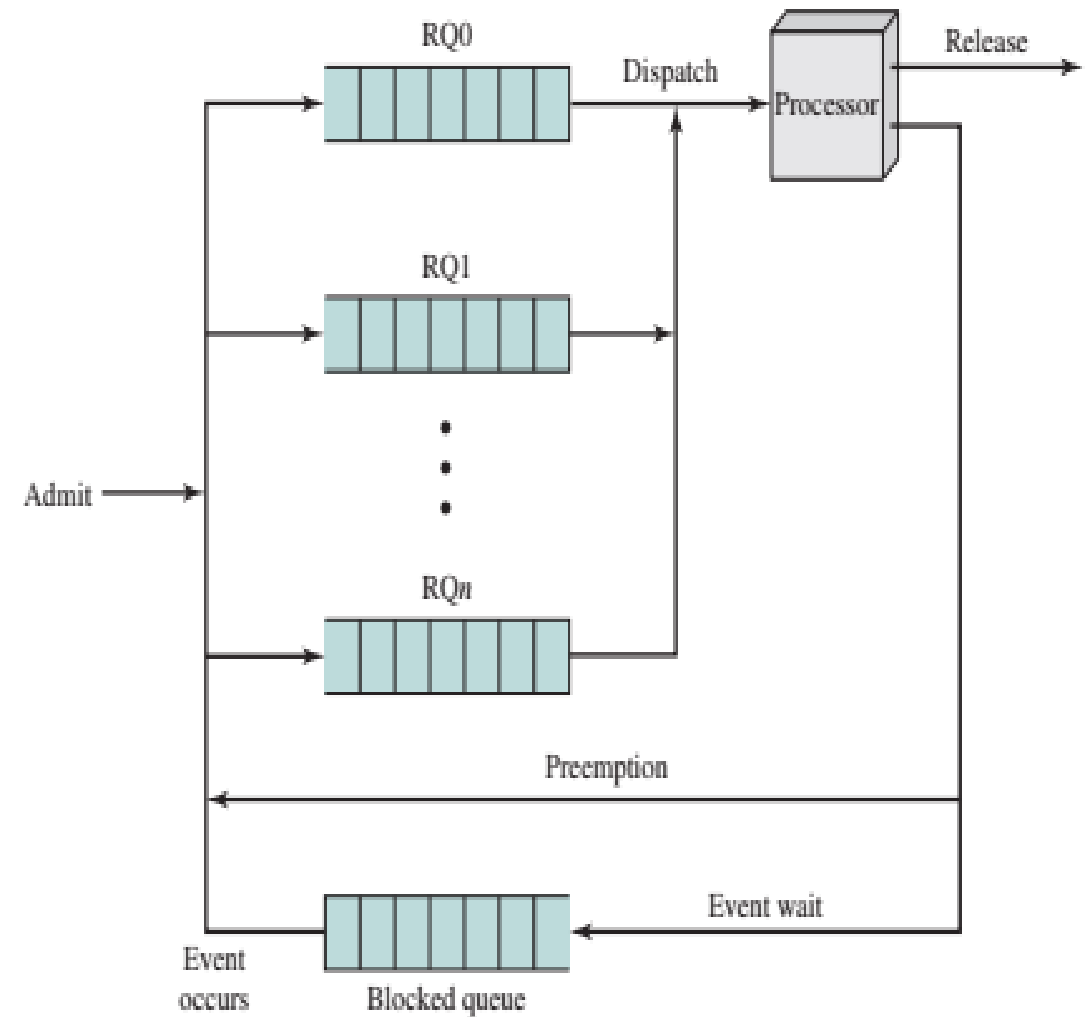 RQ0
Release
Dispatch
Processor
RQ1
Admit
RQn
Preemption
Event wait
Event
occurs
Blocked queue